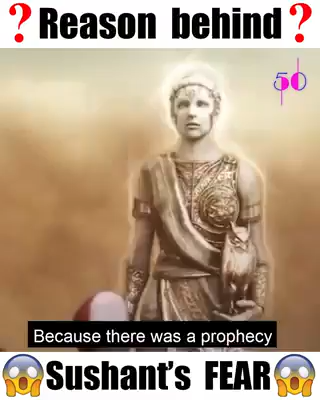 ❓Reason behind❓
50
Because there was a prophecy
😱Sushant's FEAR😱